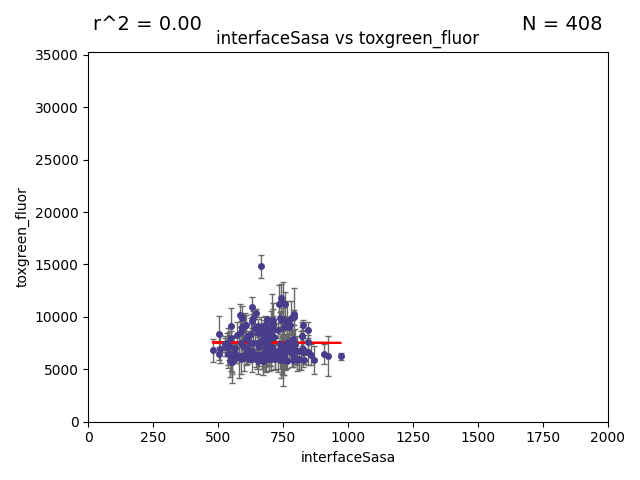 r^2 = 0.00
N = 408
interfaceSasa vs toxgreen_fluor
35000
30000
25000
20000
15000
10000
5000
0
toxgreen_fluor
0 250 500 750 1000 1250 1500 1750 2000
interfaceSasa